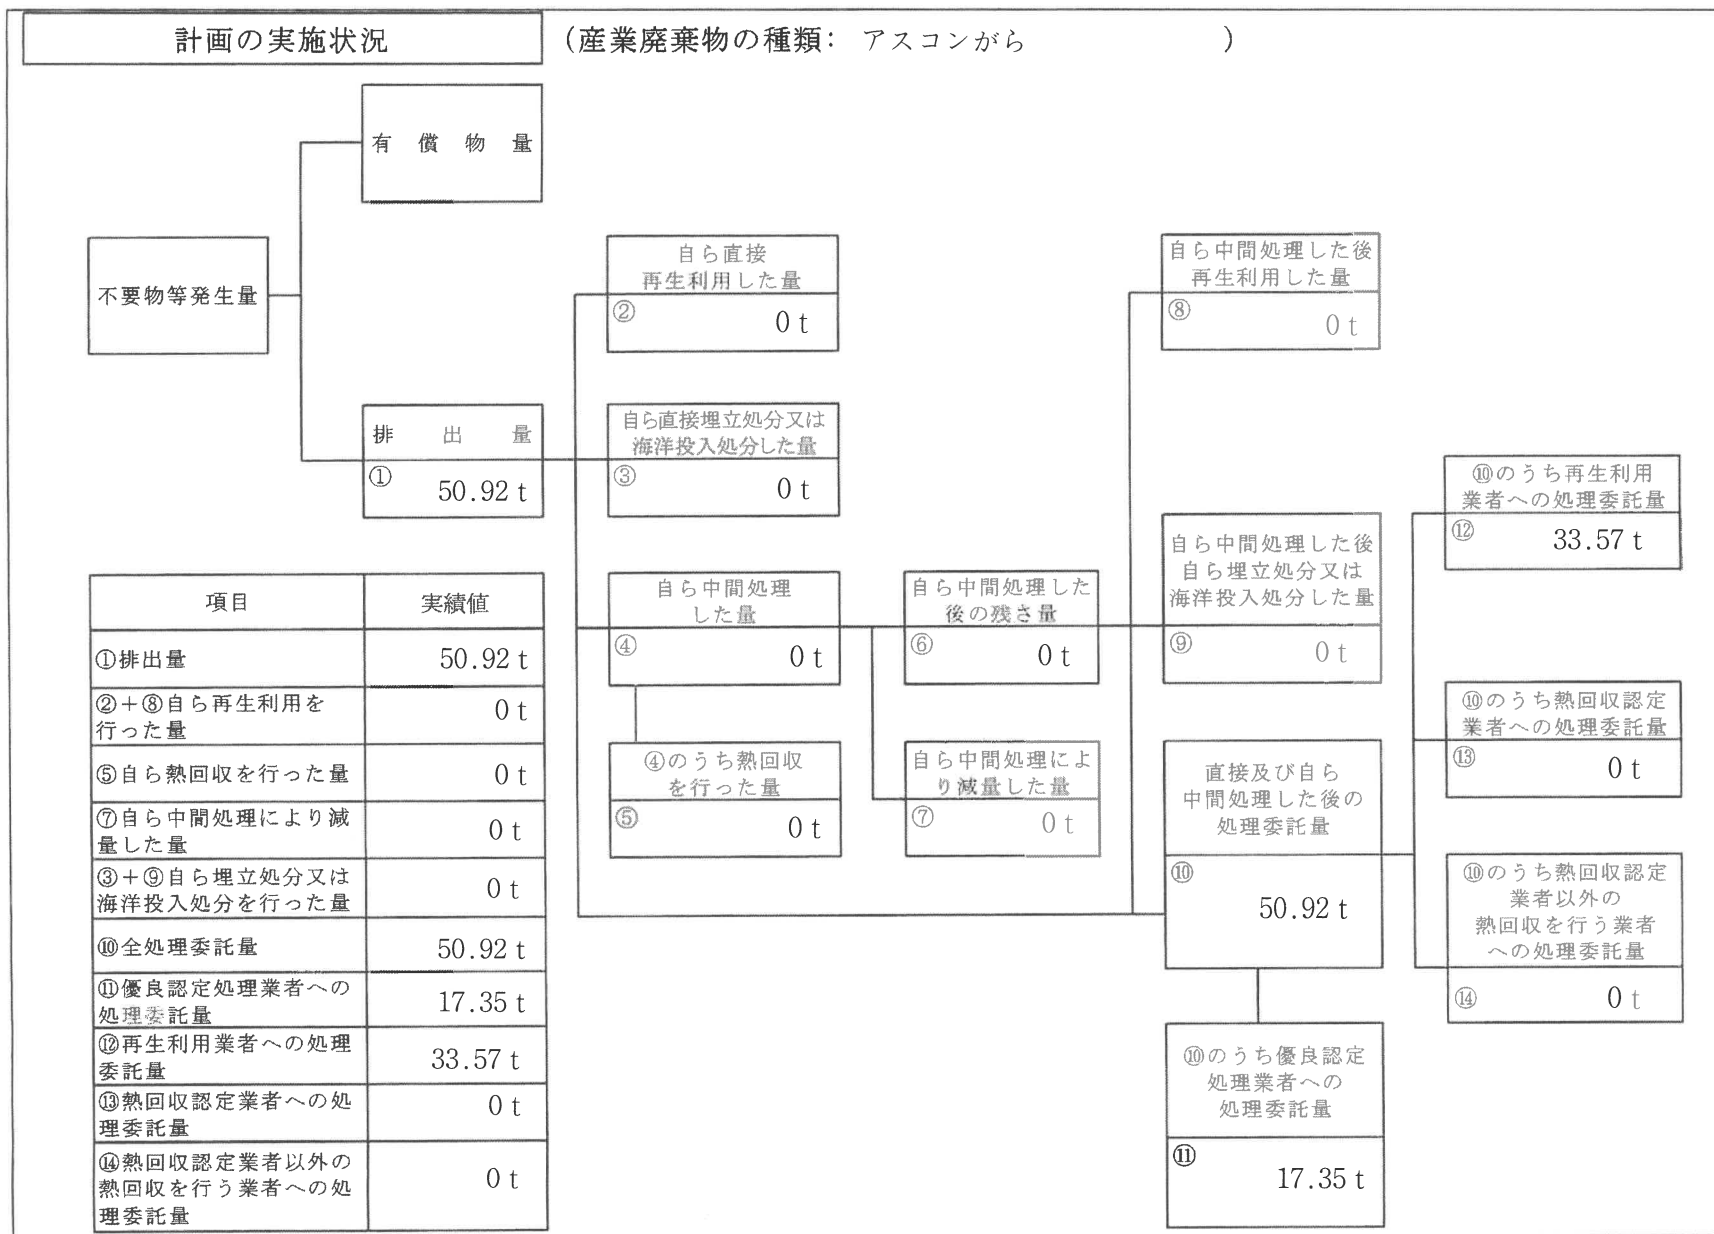 計画の実施状況
(産業廃棄物の種類: アスコンがら )
有償物量
不要物等発生量
排出量
① 50.92 t
自ら直接
再生利用した量
② 0 t
自ら直接埋立処分又は
海洋投入処分した量
③ 0 t
自ら中間処理
した量
④ 0 t
④のうち熱回収
を行った量
⑤ 0 t
自ら中間処理した
後の残さ量
⑥ 0 t
自ら中間処理によ
り減量した量
⑦ 0 t
自ら中間処理した後
再生利用した量
⑧ 0 t
自ら中間処理した後
自ら埋立処分又は
海洋投入処分した量
⑨ 0 t
直接及び自ら
中間処理した後の
処理委託量
⑩
50.92 t
⑩のうち優良認定
処理業者への
処理委託量
⑪
17.35 t
⑩のうち再生利用
業者への処理委託量
⑫ 33.57 t
⑩のうち熱回収認定
業者への処理委託量
⑬ 0 t
⑩のうち熱回収認定
業者以外の
熱回収を行う業者
への処理委託量
⑭ 0 t
項目 実績値
①排出量 50.92 t
②+⑧自ら再生利用を
行った量 0 t
⑤自ら熱回収を行った量 0 t
⑦自ら中間処理により減
量した量 0 t
③+⑨自ら埋立処分又は
海洋投入処分を行った量 0 t
⑩全処理委託量 50.92 t
⑪優良認定処理業者への
処理委託量 17.35 t
⑫再生利用業者への処理
委託量 33.57 t
⑬熱回収認定業者への処
理委託量 0 t
⑭熱回収認定業者以外の
熱回収を行う業者への処
理委託量 0 t